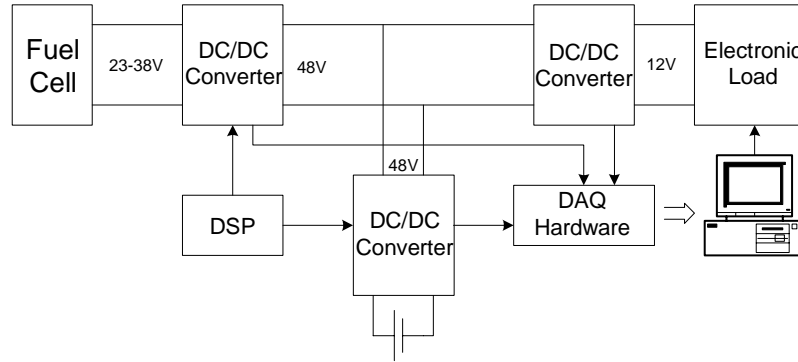 Fuel
Cell
23-38V
DC/DC
Converter
48V
DC/DC
Converter
12V
Electronic
Load
48V
DSP
DC/DC
Converter
DAQ
Hardware